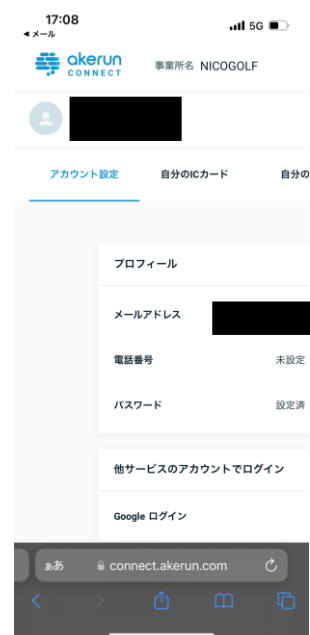 17:08
5G
◀ メール
akerun
CONNECT
事業所名 NICOGOLF
アカウント設定 自分のICカード 自分の
プロフィール
メールアドレス
電話番号 未設定
パスワード 設定済
他サービスのアカウントでログイン
Google ログイン
ぁあ connect.akerun.com